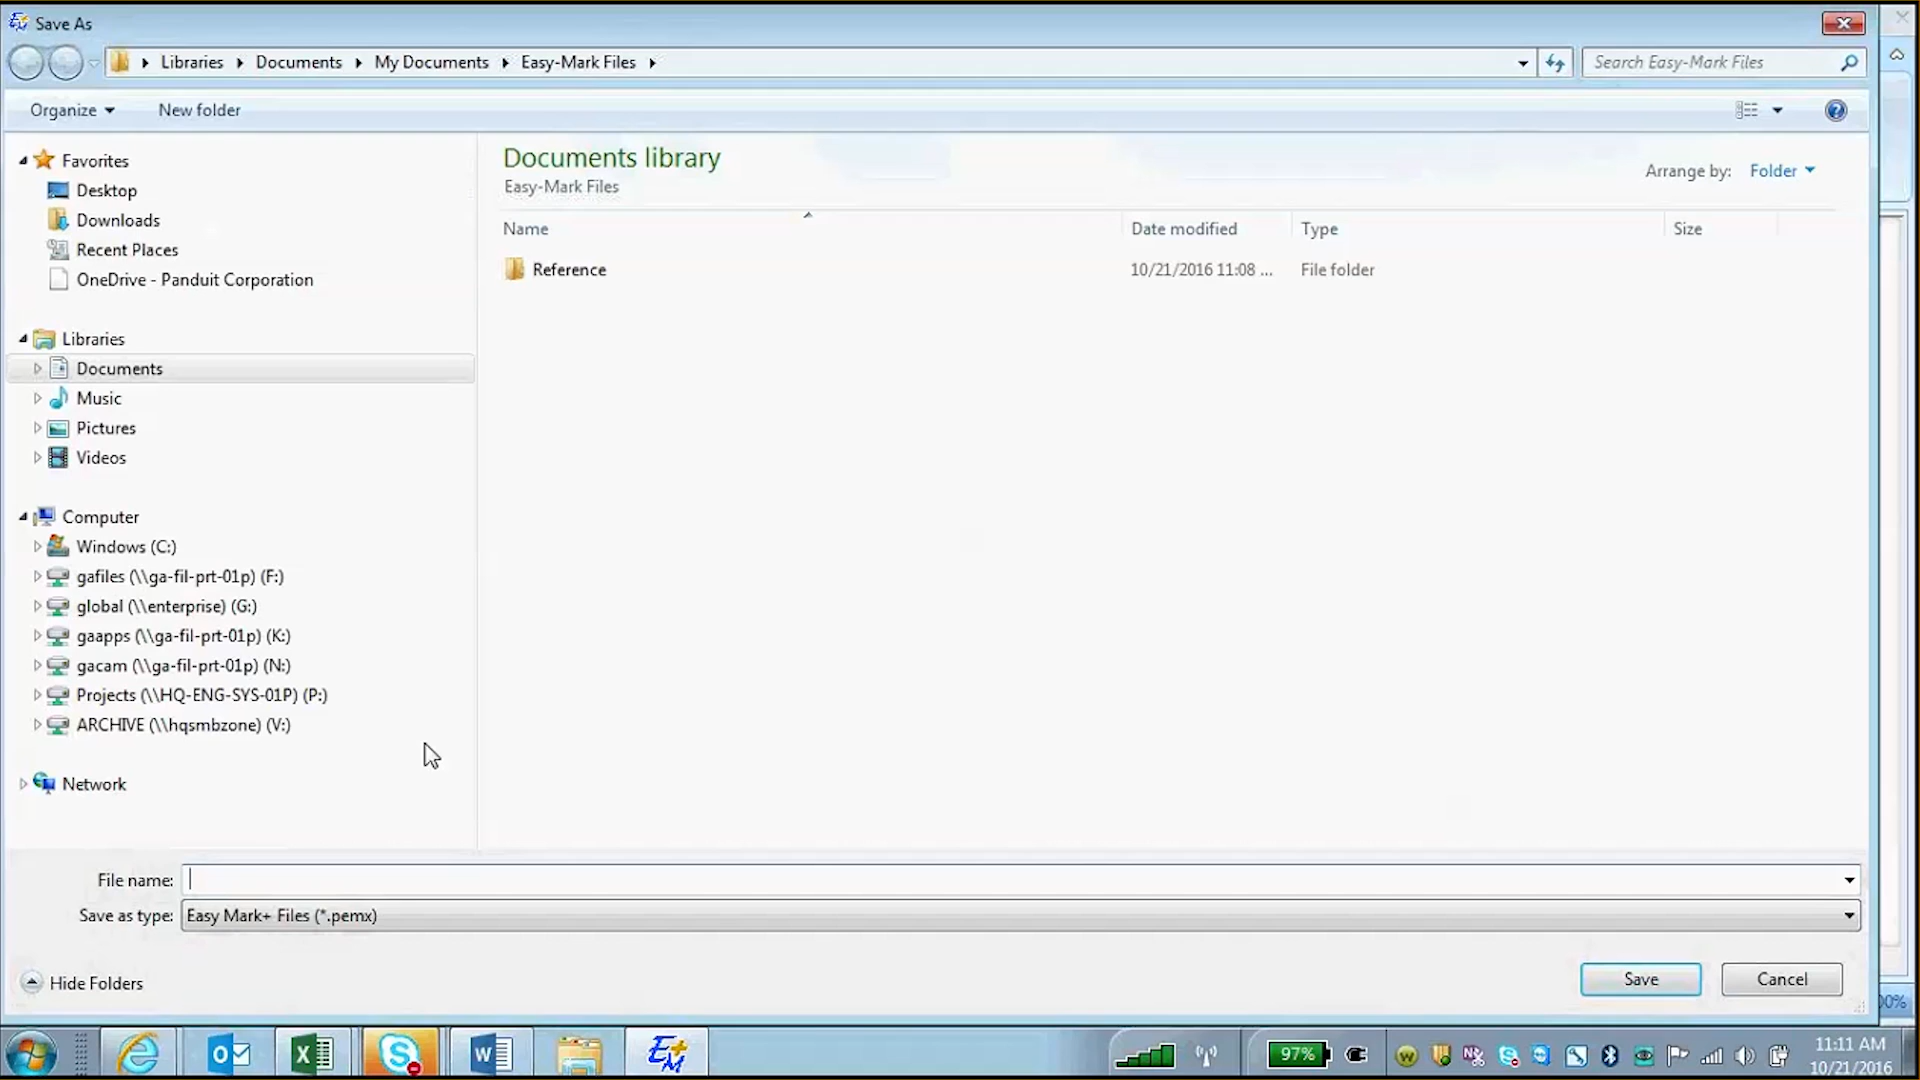 Save As
Libraries
Documents
My Documents
Easy-Mark Files
Search Easy-Mark Files
Organize
New folder
Favorites
Desktop
Downloads
Recent Places
OneDrive - Panduit Corporation
Libraries
Documents
Music
Pictures
Videos
Computer
Windows (C:)
gafiles (\\ga-fil-prt-01p) (F:)
global (\\enterprise) (G:)
gaapps (\\ga-fil-prt-01p) (K:)
gacam (\\ga-fil-prt-01p) (N:)
Projects (\\HQ-ENG-SYS-01P) (P:)
ARCHIVE (\\hqsmbzone) (V:)
Network
Documents library
Easy-Mark Files
Arrange by: Folder
Name Date modified Type Size
Reference 10/21/2016 11:08 ... File folder
File name:
Save as type: Easy Mark+ Files (*.pemx)
Hide Folders
Save
Cancel
97%
11:11 AM
10/21/2016